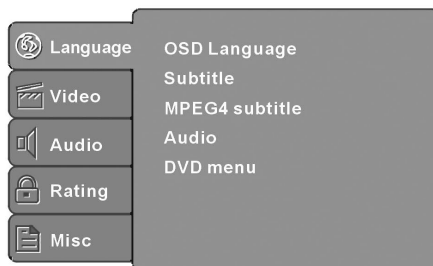 Language
Video
Audio
Rating
Misc
OSD Language
Subtitle
MPEG4 subtitle
Audio
DVD menu